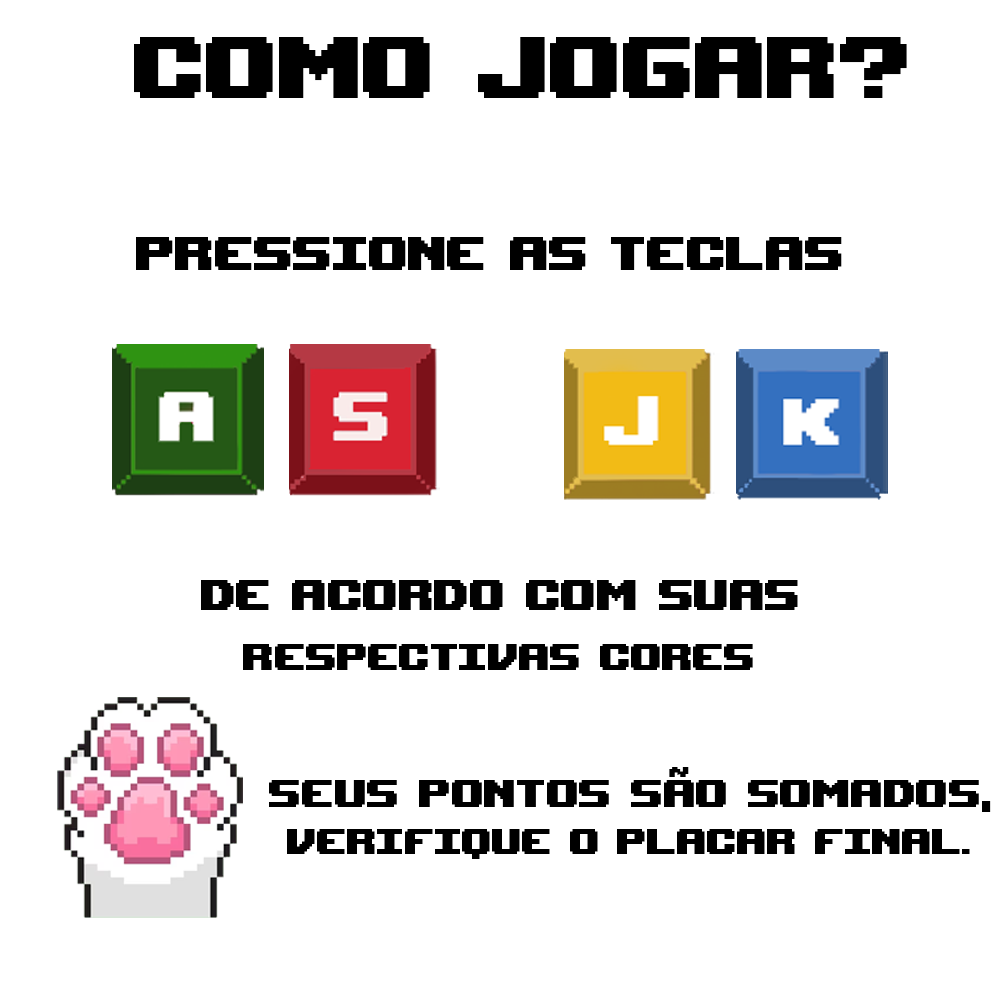 COMO JOGAR?
PRESSIONE AS TECLAS
A S J K
DE ACORDO COM SUAS
RESPECTIVAS CORES
SEUS PONTOS SÃO SOMADOS,
VERIFIQUE O PLACAR FINAL.